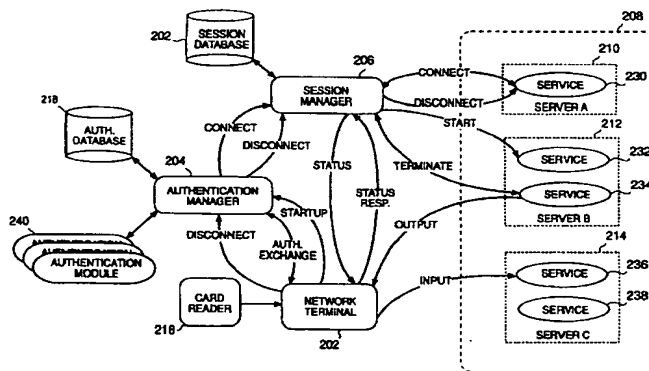 208
202
SESSION
DATABASE
206
210
SESSION
MANAGER
CONNECT
SERVICE
230
DISCONNECT
SERVER A
218
AUTH.
DATABASE
CONNECT
DISCONNECT
START
212
204
STATUS
TERMINATE
SERVICE
232
AUTHENTICATION
MANAGER
STATUS
RESP.
SERVICE
234
240
STARTUP
OUTPUT
SERVER B
DISCONNECT
AUTHENTICATION
MODULE
AUTH.
EXCHANGE
214
CARD
READER
NETWORK
TERMINAL
INPUT
SERVICE
236
216
202
SERVICE
238
SERVER C